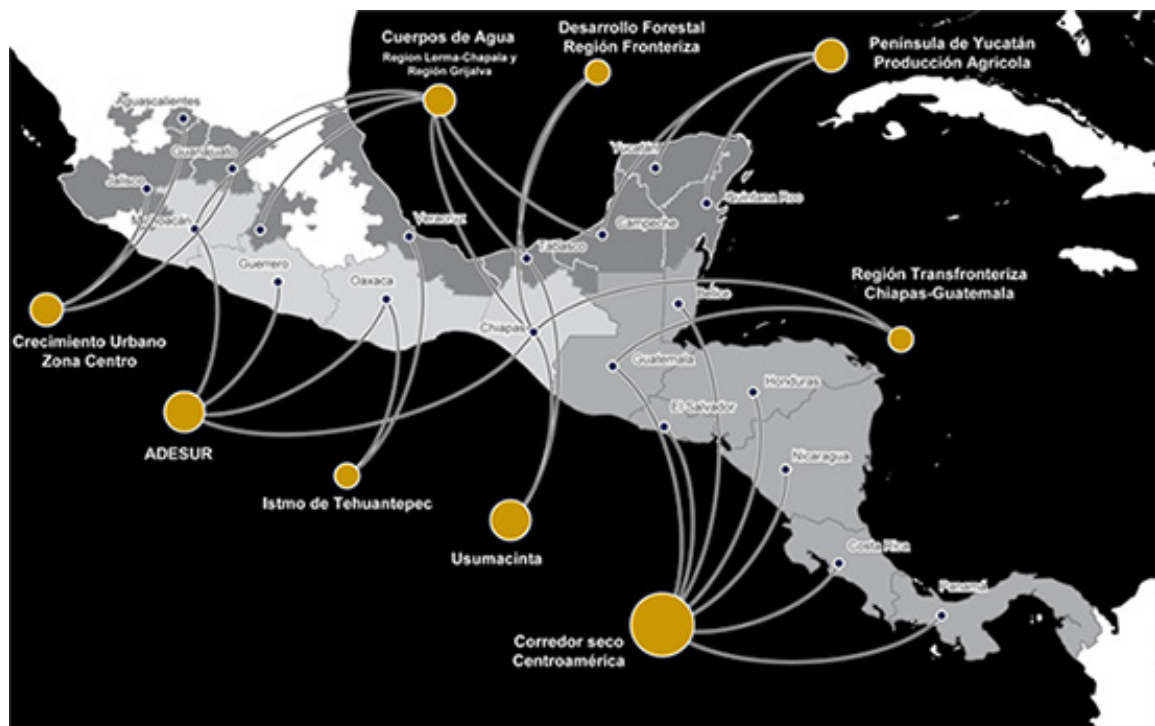 Cuerpos de Agua
Region Lerma-Chapala y
Región Grijalva
Desarrollo Forestal
Región Fronteriza
Península de Yucatán
Producción Agricola
Aguascalientes
Guanajuato
Jalisco
Michoacán
Guerrero
Oaxaca
Veracruz
Tabasco
Chiapas
Yucatán
Campeche
Quintana Roo
Belice
Guatemala
Honduras
El Salvador
Nicaragua
Costa Rica
Panamá
Región Transfronteriza
Chiapas-Guatemala
Crecimiento Urbano
Zona Centro
ADESUR
Istmo de Tehuantepec
Usumacinta
Corredor seco
Centroamérica